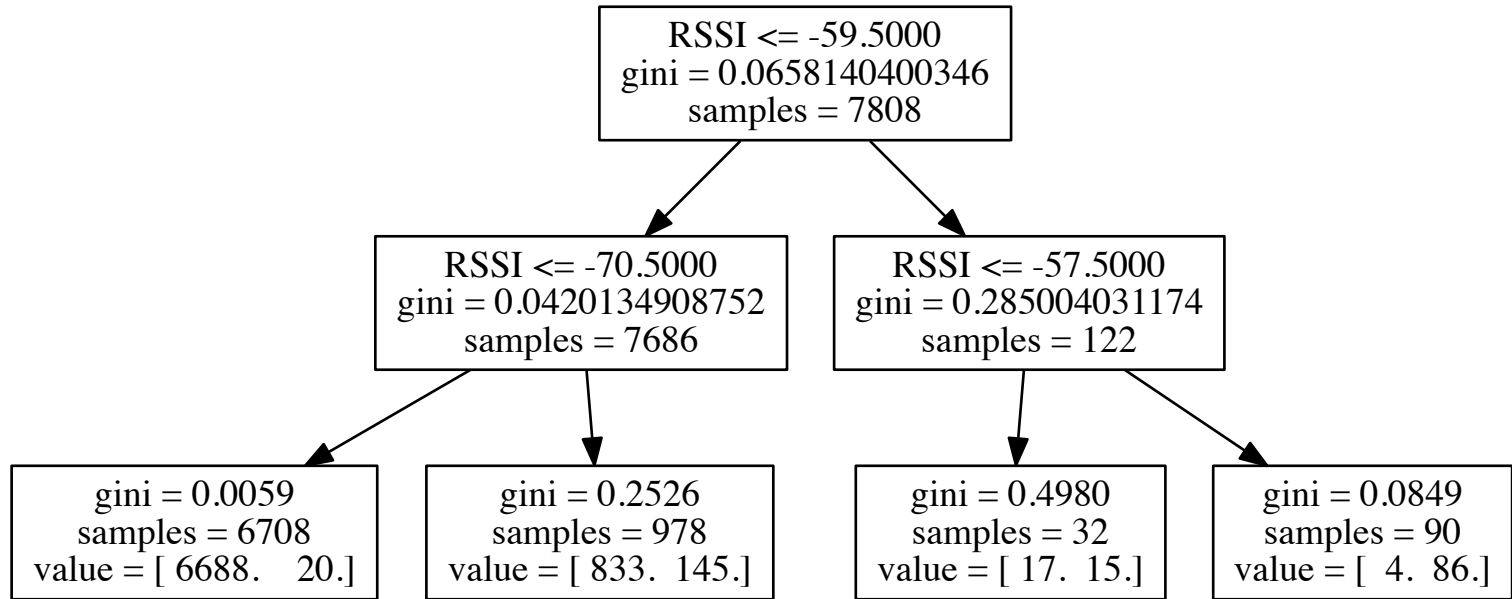 RSSI <= -59.5000
gini = 0.0658140400346
samples = 7808
RSSI <= -70.5000
gini = 0.0420134908752
samples = 7686
RSSI <= -57.5000
gini = 0.285004031174
samples = 122
gini = 0.0059
samples = 6708
value = [ 6688.    20.]
gini = 0.2526
samples = 978
value = [ 833.  145.]
gini = 0.4980
samples = 32
value = [ 17.  15.]
gini = 0.0849
samples = 90
value = [  4.  86.]